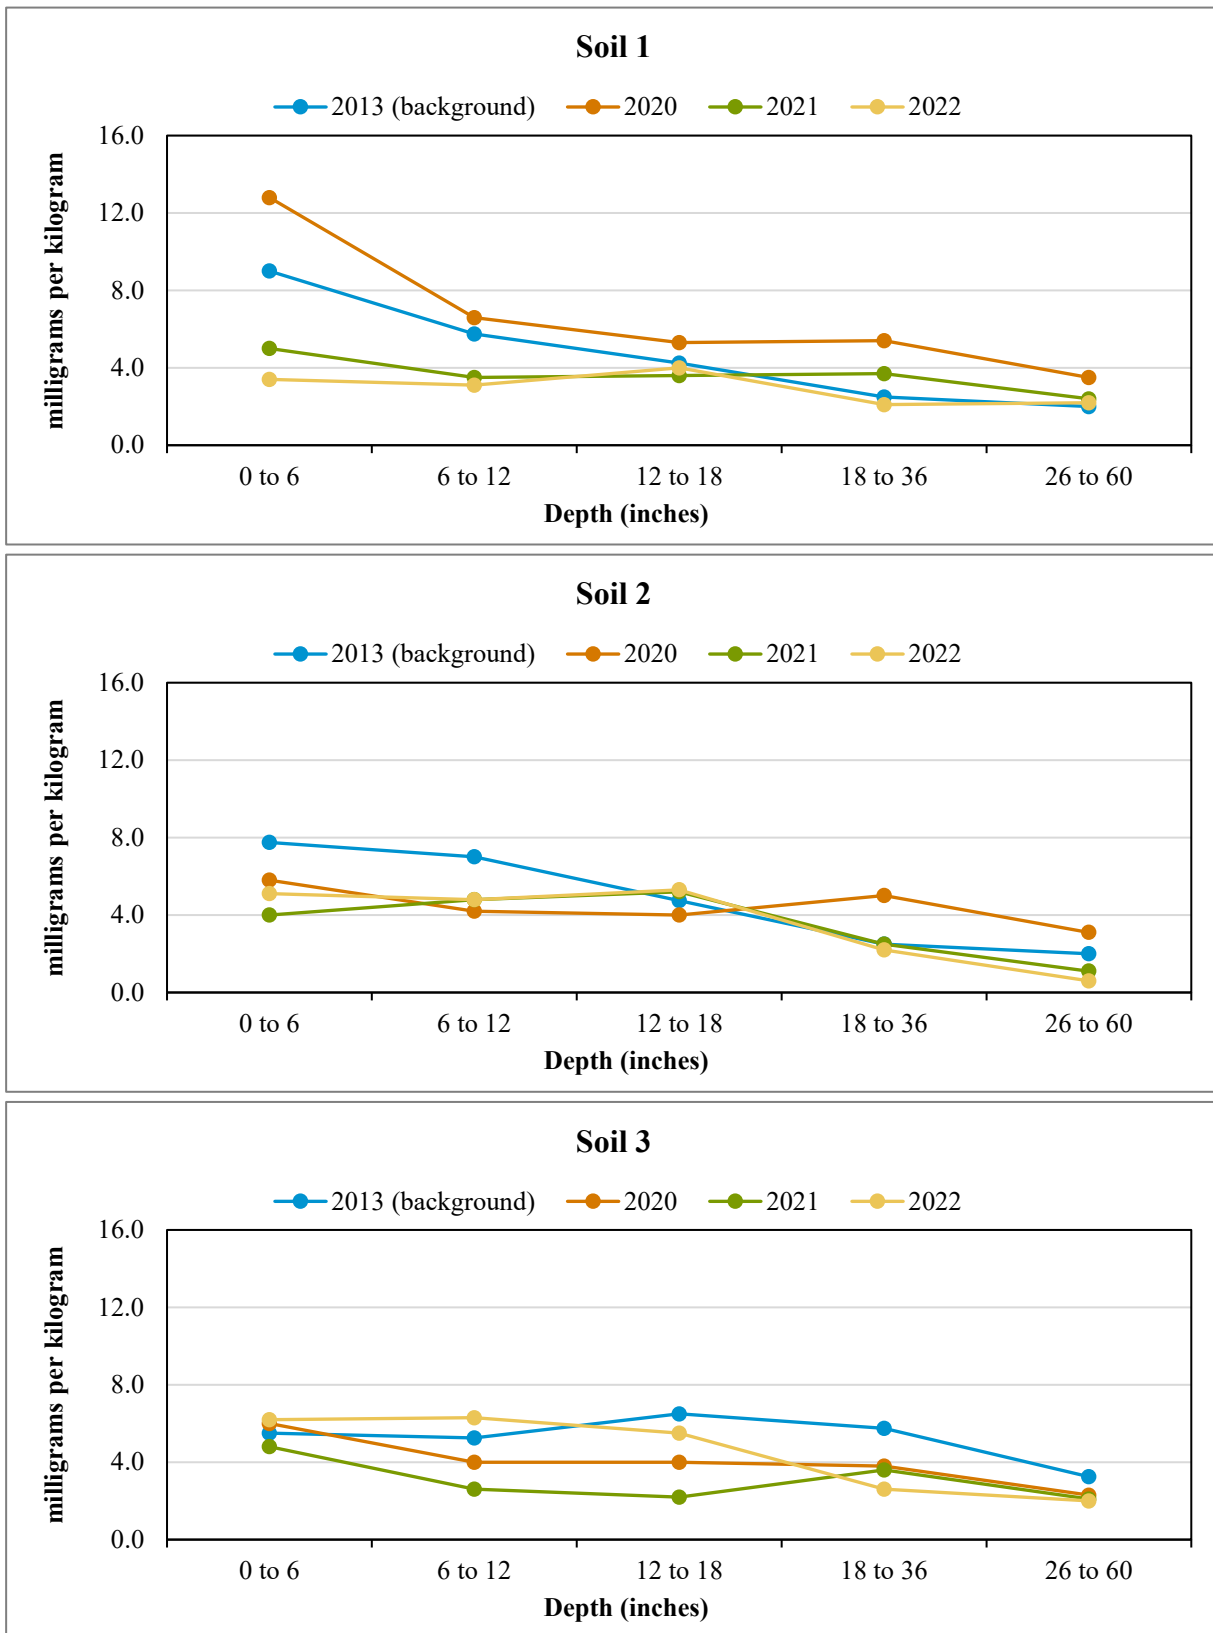 Soil 1
2013 (background) 2020 2021 2022
milligrams per kilogram
16.0
12.0
8.0
4.0
0.0
0 to 6 6 to 12 12 to 18 18 to 36 26 to 60
Depth (inches)
Soil 2
2013 (background) 2020 2021 2022
milligrams per kilogram
16.0
12.0
8.0
4.0
0.0
0 to 6 6 to 12 12 to 18 18 to 36 26 to 60
Depth (inches)
Soil 3
2013 (background) 2020 2021 2022
milligrams per kilogram
16.0
12.0
8.0
4.0
0.0
0 to 6 6 to 12 12 to 18 18 to 36 26 to 60
Depth (inches)